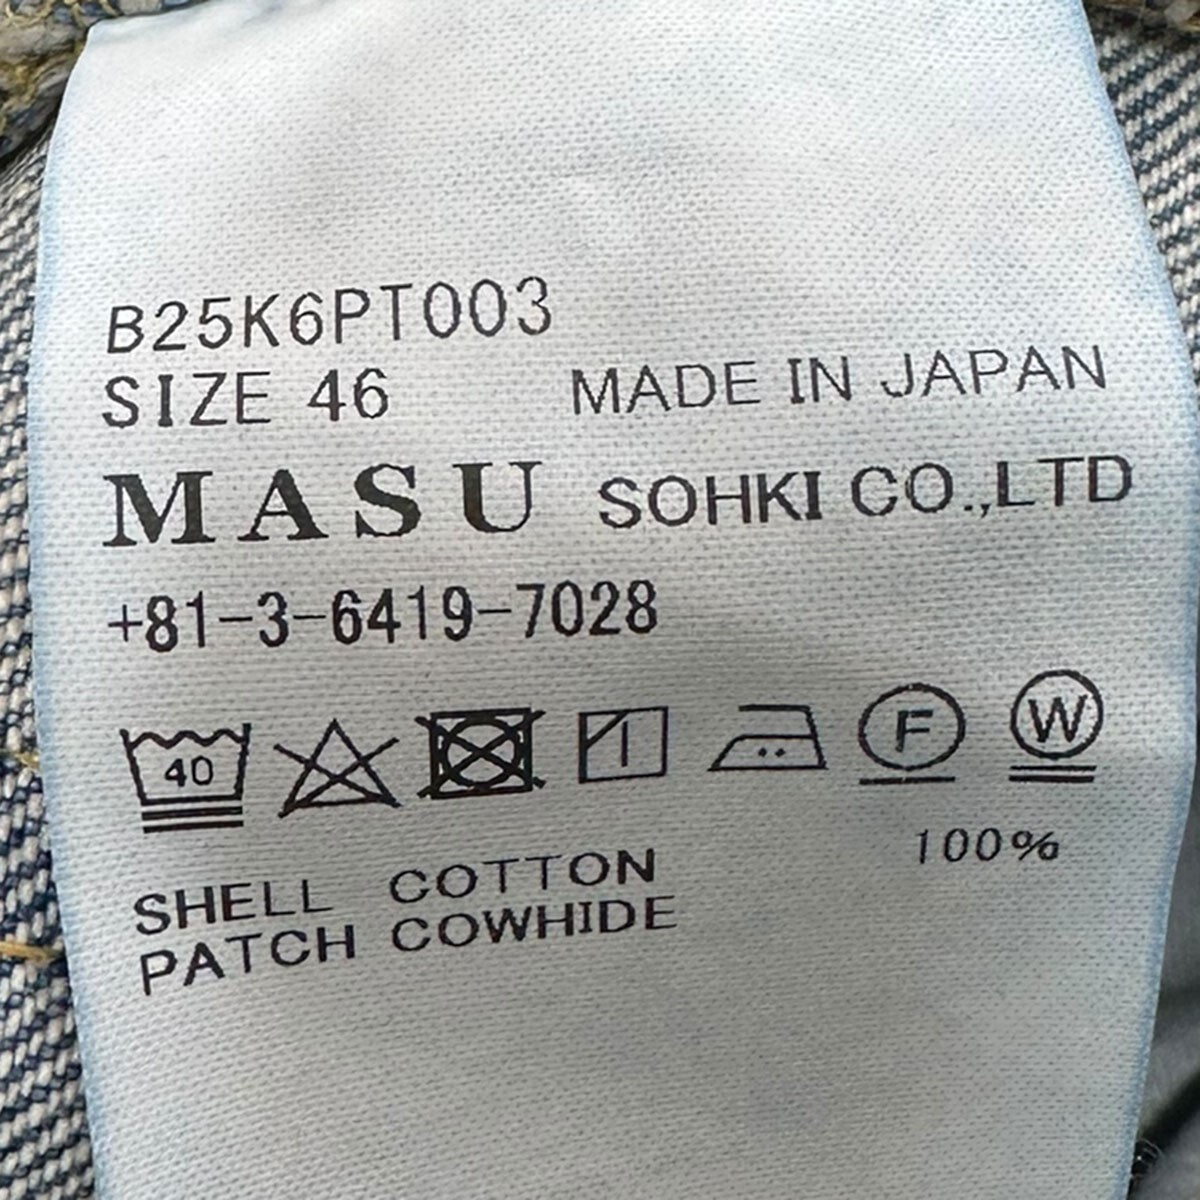 B25K6PT003
SIZE 46 MADE IN JAPAN
MASU SOHKI CO.,LTD
+81-3-6419-7028
40 F W
100%
SHELL COTTON
PATCH COWHIDE